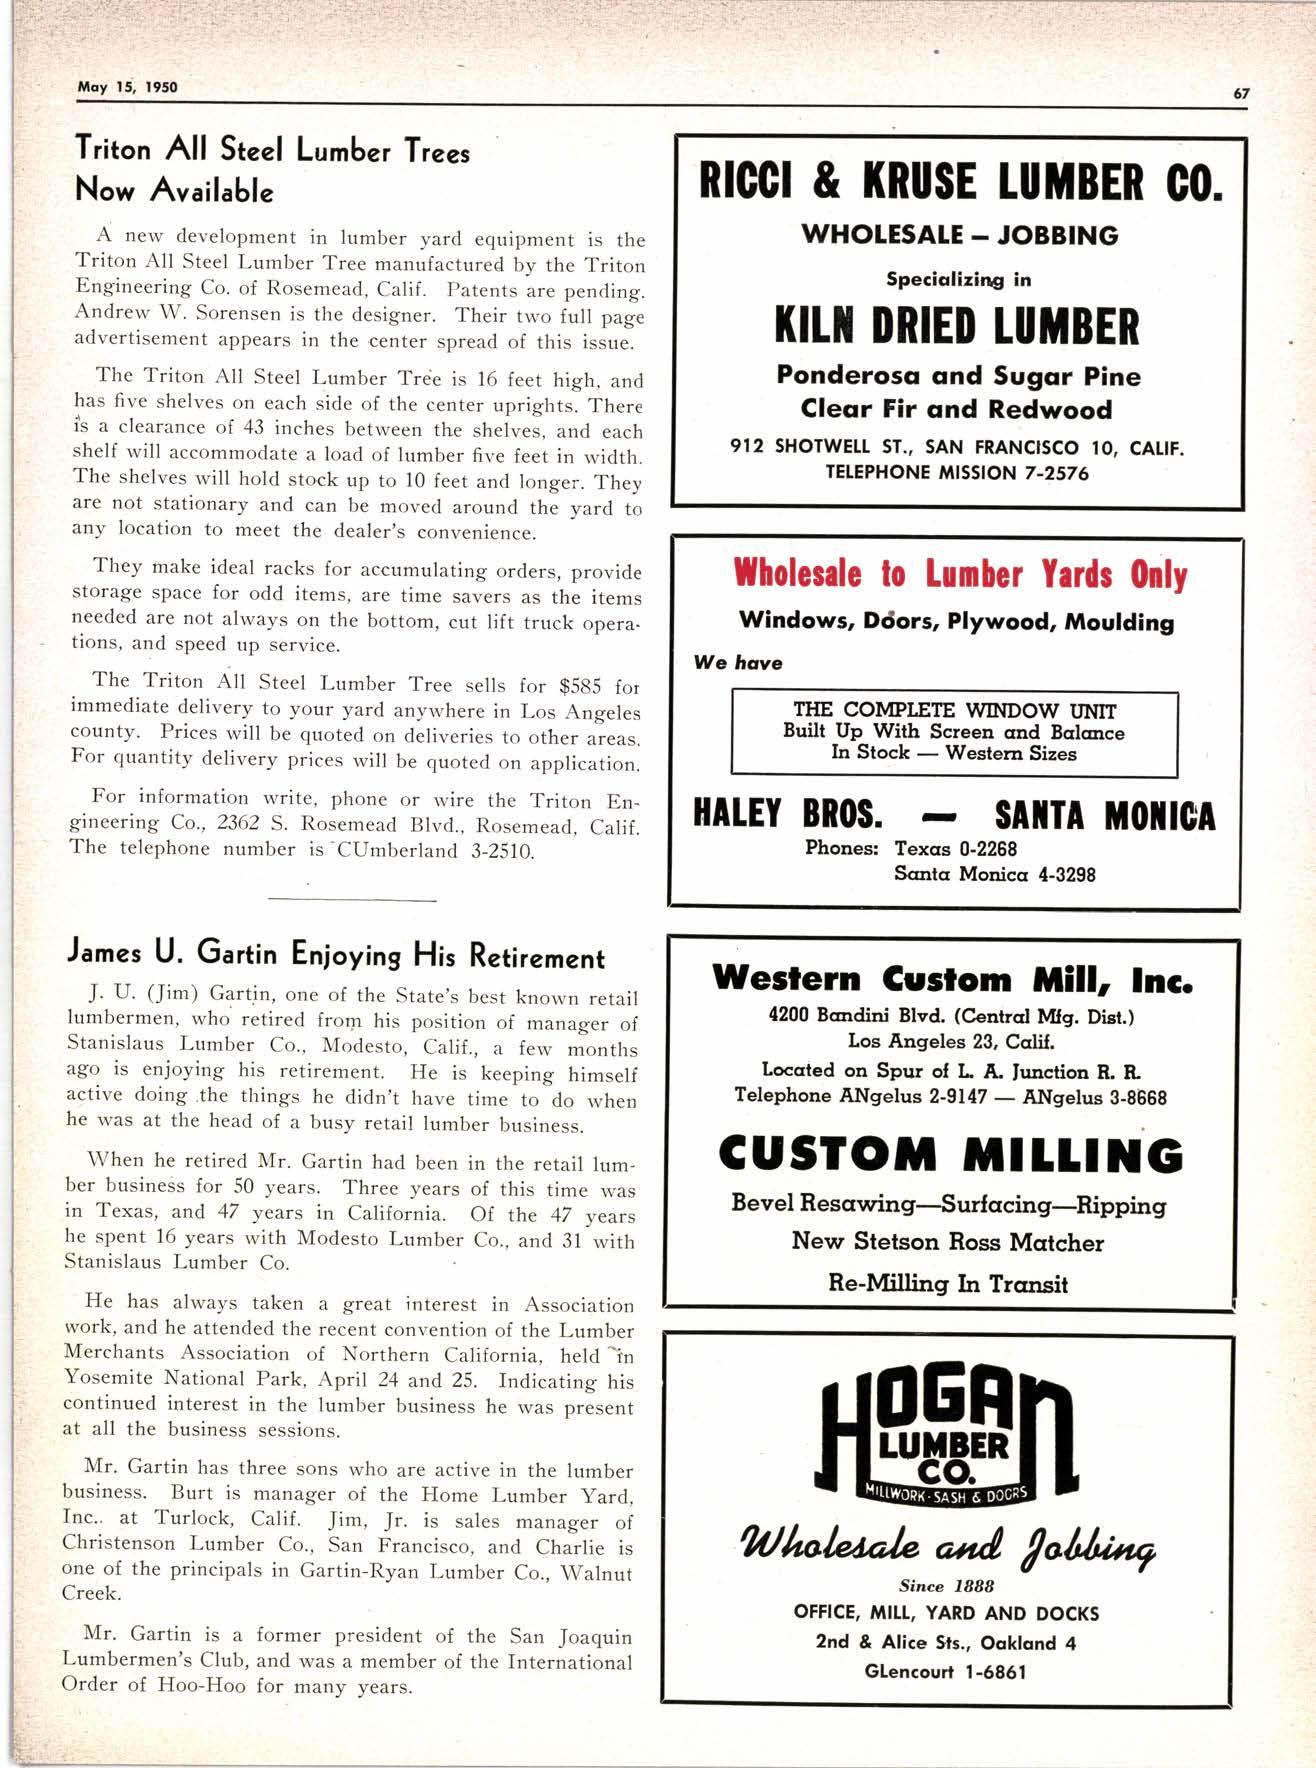 May 15, 1950
67
Triton All Steel Lumber Trees
Now Available
A new development in lumber yard equipment is the
Triton All Steel Lumber Tree manufactured by the Triton
Engineering Co. of Rosemead, Calif. Patents are pending.
Andrew W. Sorensen is the designer. Their two full page
advertisement appears in the center spread of this issue.
The Triton All Steel Lumber Tree is 16 feet high, and
has five shelves on each side of the center uprights. There
is a clearance of 43 inches between the shelves, and each
shelf will accommodate a load of lumber five feet in width.
The shelves will hold stock up to 10 feet and longer. They
are not stationary and can be moved around the yard to
any location to meet the dealer's convenience.
They make ideal racks for accumulating orders, provide
storage space for odd items, are time savers as the items
needed are not always on the bottom, cut lift truck opera-
tions, and speed up service.
The Triton All Steel Lumber Tree sells for $585 for
immediate delivery to your yard anywhere in Los Angeles
county. Prices will be quoted on deliveries to other areas.
For quantity delivery prices will be quoted on application.
For information write, phone or wire the Triton En-
gineering Co., 2362 S. Rosemead Blvd., Rosemead, Calif.
The telephone number is CUmberland 3-2510.
James U. Gartin Enjoying His Retirement
J. U. (Jim) Gartin, one of the State's best known retail
lumbermen, who retired from his position of manager of
Stanislaus Lumber Co., Modesto, Calif., a few months
ago is enjoying his retirement. He is keeping himself
active doing the things he didn't have time to do when
he was at the head of a busy retail lumber business.
When he retired Mr. Gartin had been in the retail lum-
ber business for 50 years. Three years of this time was
in Texas, and 47 years in California. Of the 47 years
he spent 16 years with Modesto Lumber Co., and 31 with
Stanislaus Lumber Co.
He has always taken a great interest in Association
work, and he attended the recent convention of the Lumber
Merchants Association of Northern California, held in
Yosemite National Park, April 24 and 25. Indicating his
continued interest in the lumber business he was present
at all the business sessions.
Mr. Gartin has three sons who are active in the lumber
business. Burt is manager of the Home Lumber Yard,
Inc., at Turlock, Calif. Jim, Jr. is sales manager of
Christenson Lumber Co., San Francisco, and Charlie is
one of the principals in Gartin-Ryan Lumber Co., Walnut
Creek.
Mr. Gartin is a former president of the San Joaquin
Lumbermen's Club, and was a member of the International
Order of Hoo-Hoo for many years.
RICCI & KRUSE LUMBER CO.
WHOLESALE — JOBBING
Specializing in
KILN DRIED LUMBER
Ponderosa and Sugar Pine
Clear Fir and Redwood
912 SHOTWELL ST., SAN FRANCISCO 10, CALIF.
TELEPHONE MISSION 7-2576
Wholesale to Lumber Yards Only
Windows, Doors, Plywood, Moulding
We have
THE COMPLETE WINDOW UNIT
Built Up With Screen and Balance
In Stock — Western Sizes
HALEY BROS. — SANTA MONICA
Phones: Texas 0-2268
Santa Monica 4-3298
Western Custom Mill, Inc.
4200 Bandini Blvd. (Central Mfg. Dist.)
Los Angeles 23, Calif.
Located on Spur of L. A. Junction R. R.
Telephone ANgelus 2-9147 — ANgelus 3-8668
CUSTOM MILLING
Bevel Resawing—Surfacing—Ripping
New Stetson Ross Matcher
Re-Milling In Transit
HOGAN
LUMBER
CO.
MILLWORK-SASH & DOORS
Wholesale and Jobbing
Since 1888
OFFICE, MILL, YARD AND DOCKS
2nd & Alice Sts., Oakland 4
GLencourt 1-6861